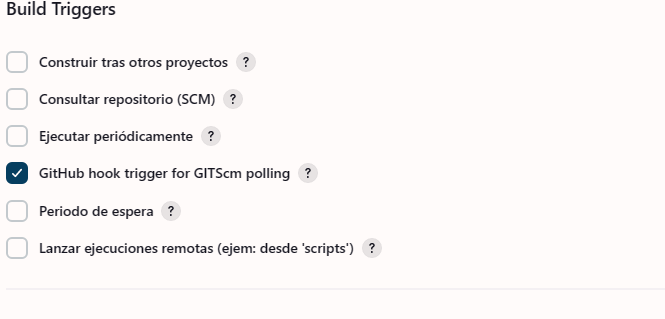 Build Triggers
Construir tras otros proyectos ?
Consultar repositorio (SCM) ?
Ejecutar periódicamente ?
GitHub hook trigger for GITScm polling ?
Periodo de espera ?
Lanzar ejecuciones remotas (ejem: desde 'scripts') ?